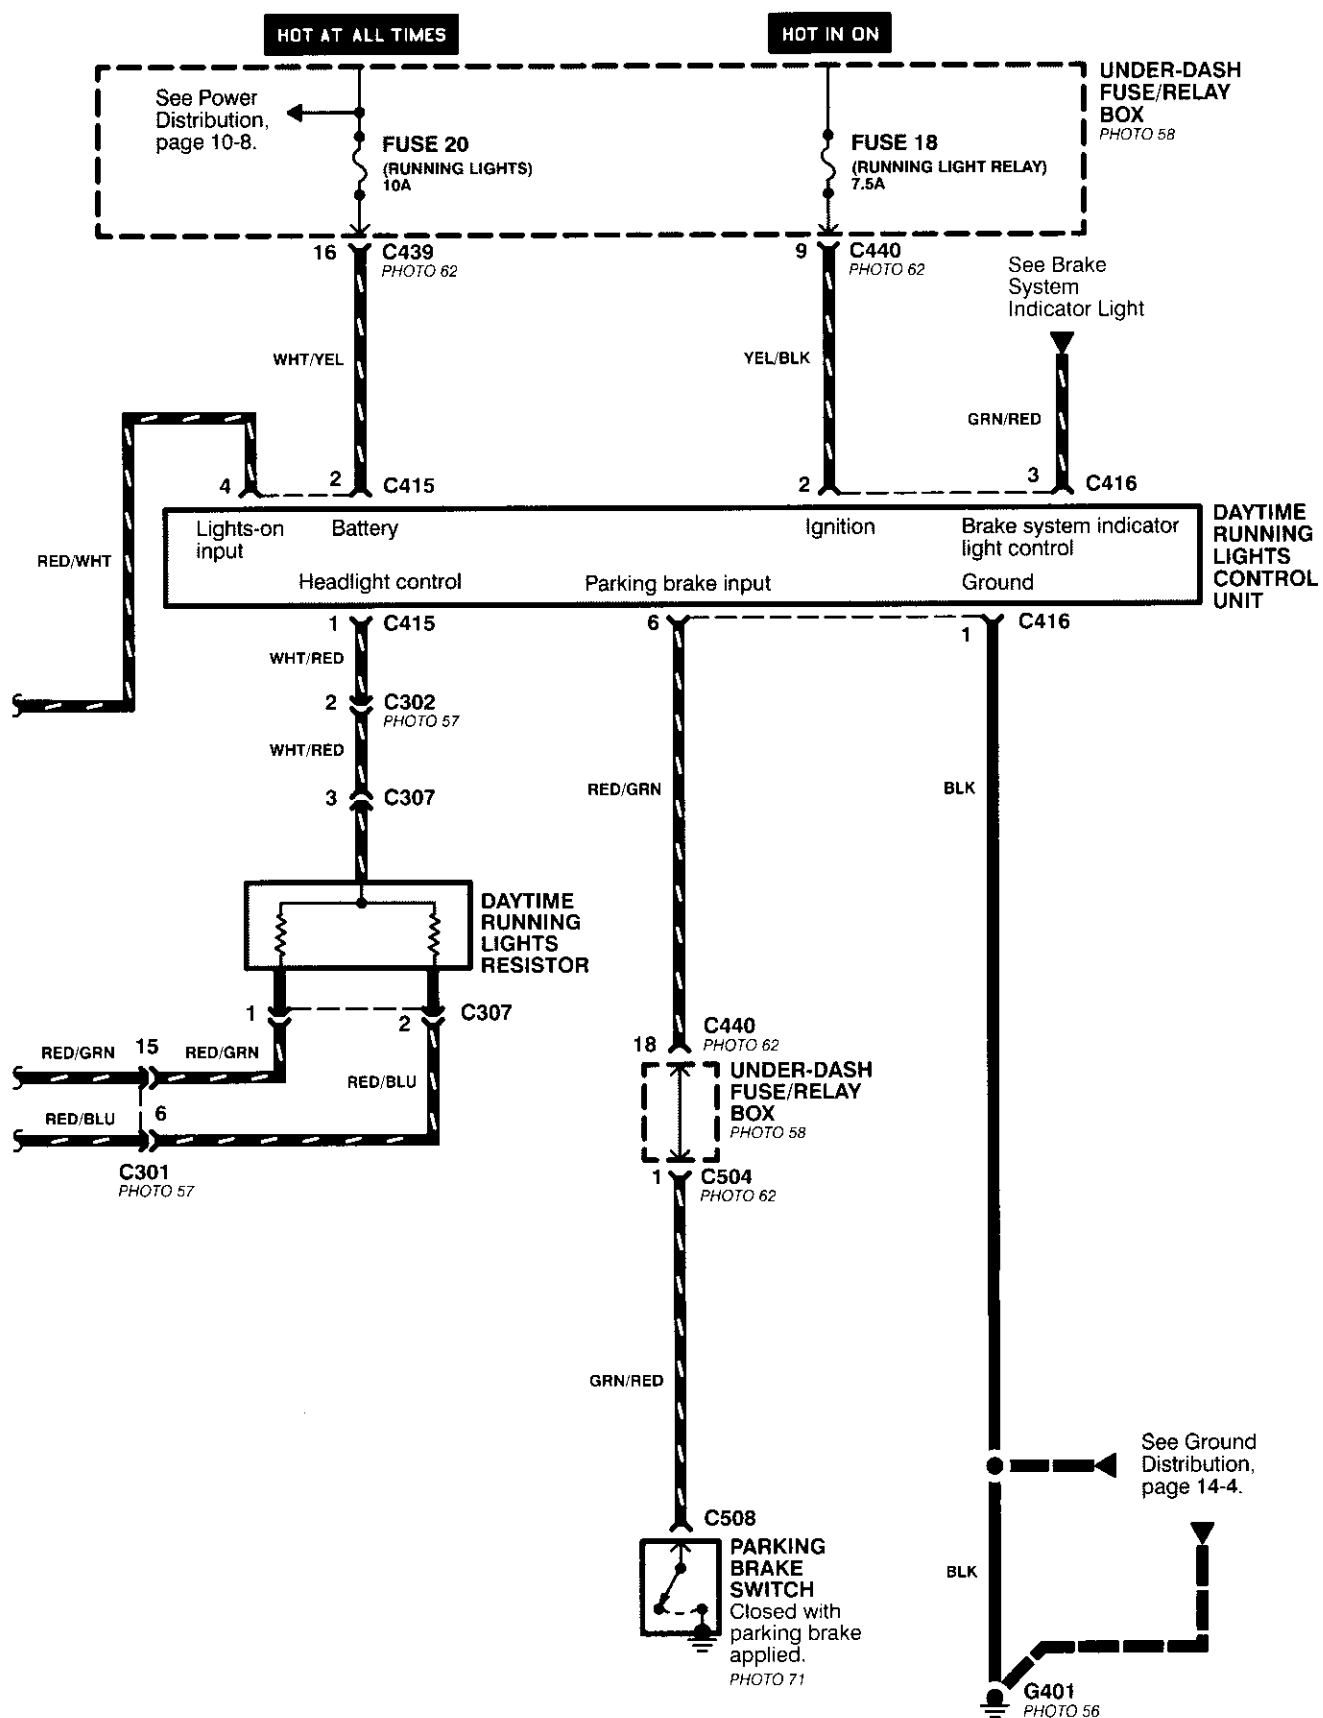 HOT AT ALL TIMES
HOT IN ON
See Power
Distribution,
page 10-8.
FUSE 20
(RUNNING LIGHTS)
10A
FUSE 18
(RUNNING LIGHT RELAY)
7.5A
UNDER-DASH
FUSE/RELAY
BOX
PHOTO 58
16
C439
PHOTO 62
9
C440
PHOTO 62
See Brake
System
Indicator Light
WHT/YEL
YEL/BLK
GRN/RED
4
2
C415
2
3
C416
RED/WHT
Lights-on
input
Battery
Ignition
Brake system indicator
light control
Headlight control
Parking brake input
Ground
DAYTIME
RUNNING
LIGHTS
CONTROL
UNIT
1
C415
6
1
C416
WHT/RED
2
C302
PHOTO 57
WHT/RED
3
C307
RED/GRN
BLK
DAYTIME
RUNNING
LIGHTS
RESISTOR
1
2
C307
RED/GRN
15
RED/GRN
RED/BLU
RED/BLU
6
C301
PHOTO 57
18
C440
PHOTO 62
UNDER-DASH
FUSE/RELAY
BOX
PHOTO 58
1
C504
PHOTO 62
GRN/RED
See Ground
Distribution,
page 14-4.
C508
PARKING
BRAKE
SWITCH
Closed with
parking brake
applied.
PHOTO 71
BLK
G401
PHOTO 56